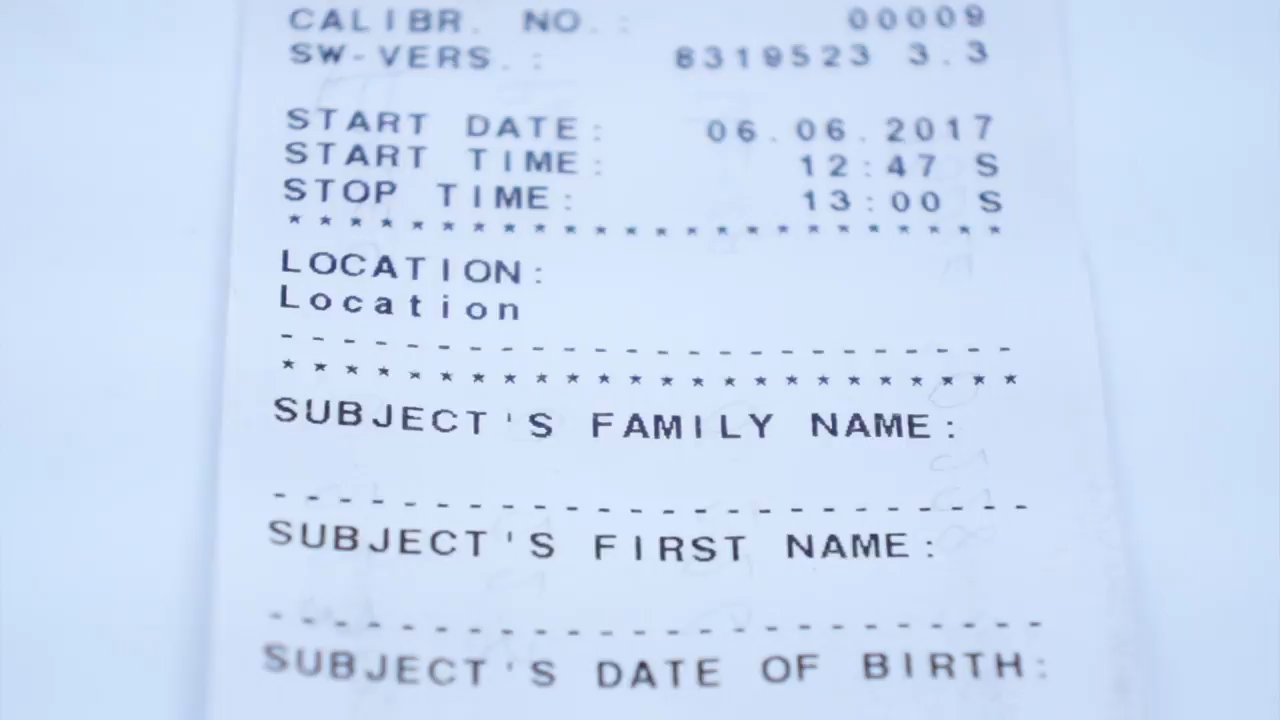 CALIBR. NO.: 00009
SW-VERS.: 8319523 3.3
START DATE: 06.06.2017
START TIME: 12:47 S
STOP TIME: 13:00 S
*************************
LOCATION:
Location
------------------------
************************
SUBJECT'S FAMILY NAME:
------------------------
SUBJECT'S FIRST NAME:
------------------------
SUBJECT'S DATE OF BIRTH: